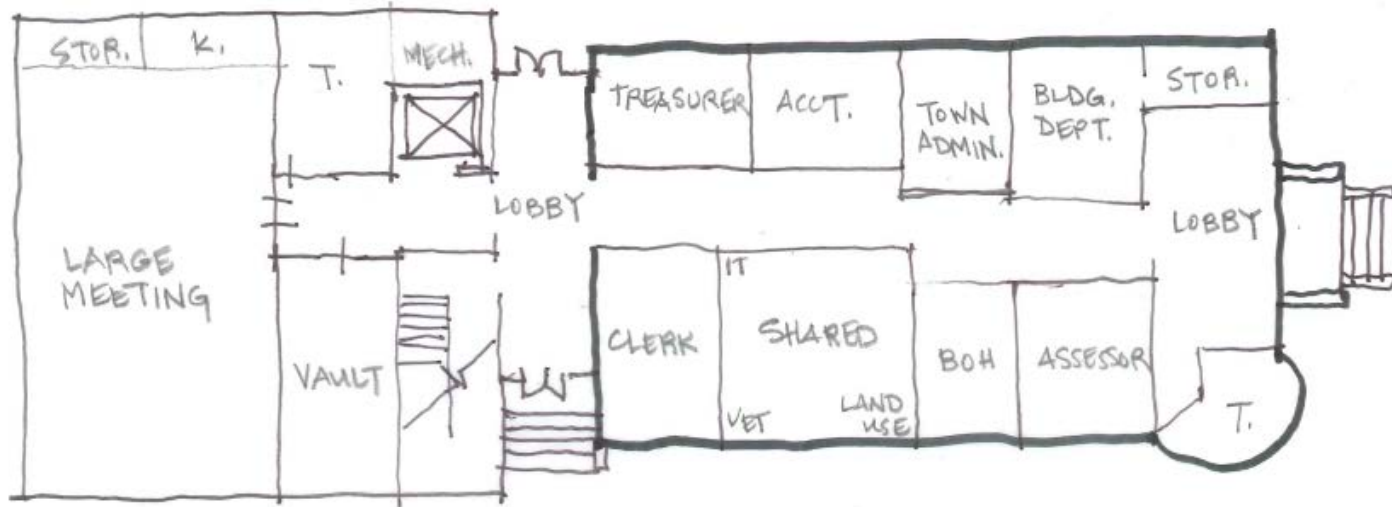 STOR.
K.
T.
MECH.
TREASURER
ACCT.
TOWN
ADMIN.
BLDG.
DEPT.
STOR.
LOBBY
LOBBY
LARGE
MEETING
VAULT
CLERK
IT
SHARED
VET
LAND
USE
BOH
ASSESSOR
T.